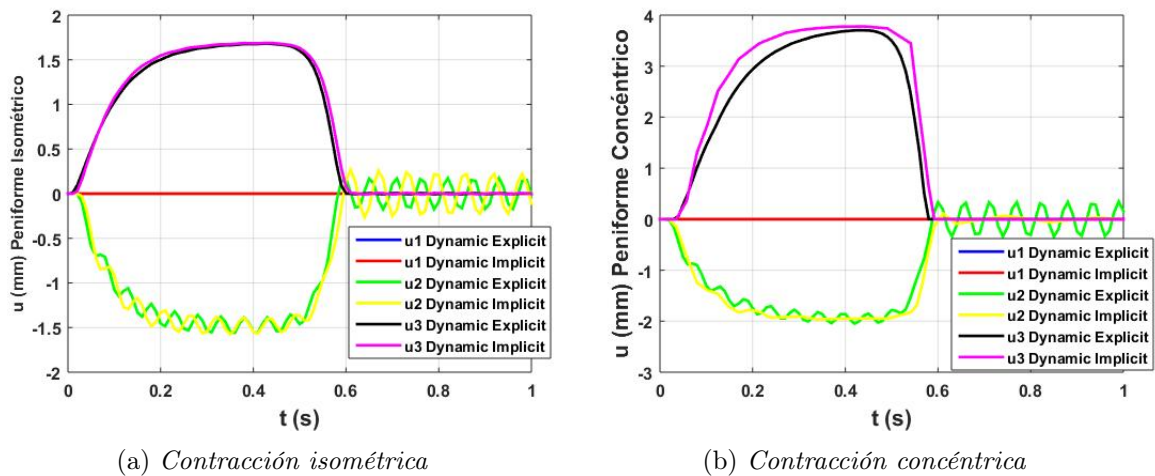 u (mm) Peniforme Isométrico
2
1.5
1
0.5
0
-0.5
-1
-1.5
-2
0
0.2
0.4
0.6
0.8
1
t (s)
u1 Dynamic Explicit
u1 Dynamic Implicit
u2 Dynamic Explicit
u2 Dynamic Implicit
u3 Dynamic Explicit
u3 Dynamic Implicit
(a) Contracción isométrica
u (mm) Peniforme Concéntrico
4
3
2
1
0
-1
-2
-3
0
0.2
0.4
0.6
0.8
1
t (s)
u1 Dynamic Explicit
u1 Dynamic Implicit
u2 Dynamic Explicit
u2 Dynamic Implicit
u3 Dynamic Explicit
u3 Dynamic Implicit
(b) Contracción concéntrica